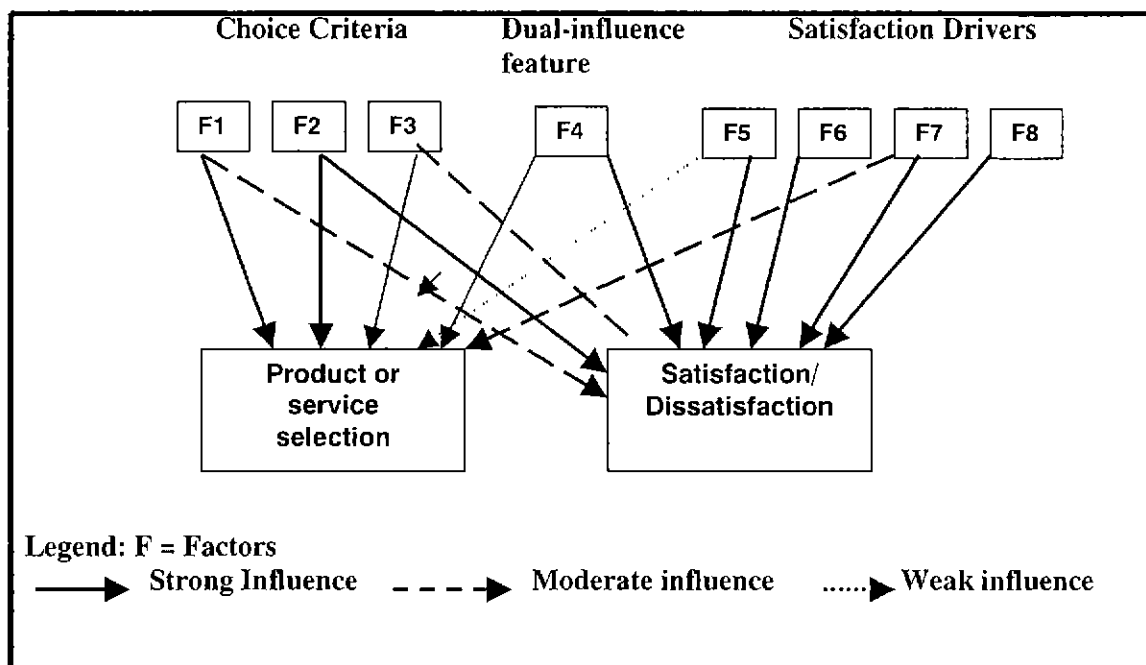 Choice Criteria Dual-influence feature Satisfaction Drivers
F1 F2 F3 F4 F5 F6 F7 F8
Product or
service
selection
Satisfaction/
Dissatisfaction
Legend: F = Factors
Strong Influence Moderate influence Weak influence